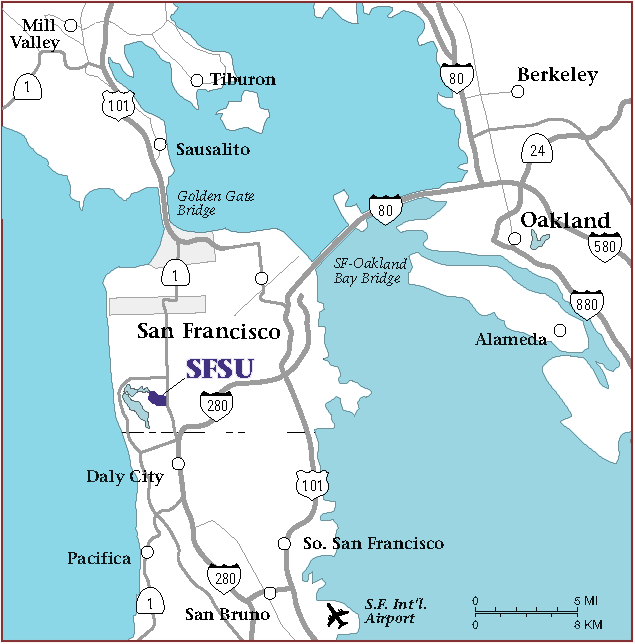 Mill
Valley
1
101
Tiburon
80
Berkeley
24
Sausalito
Golden Gate
Bridge
80
Oakland
580
SF-Oakland
Bay Bridge
1
880
San Francisco
Alameda
SFSU
280
Daly City
101
Pacifica
So. San Francisco
280
1
San Bruno
S.F. Int'l.
Airport
0 5 MI
0 8 KM